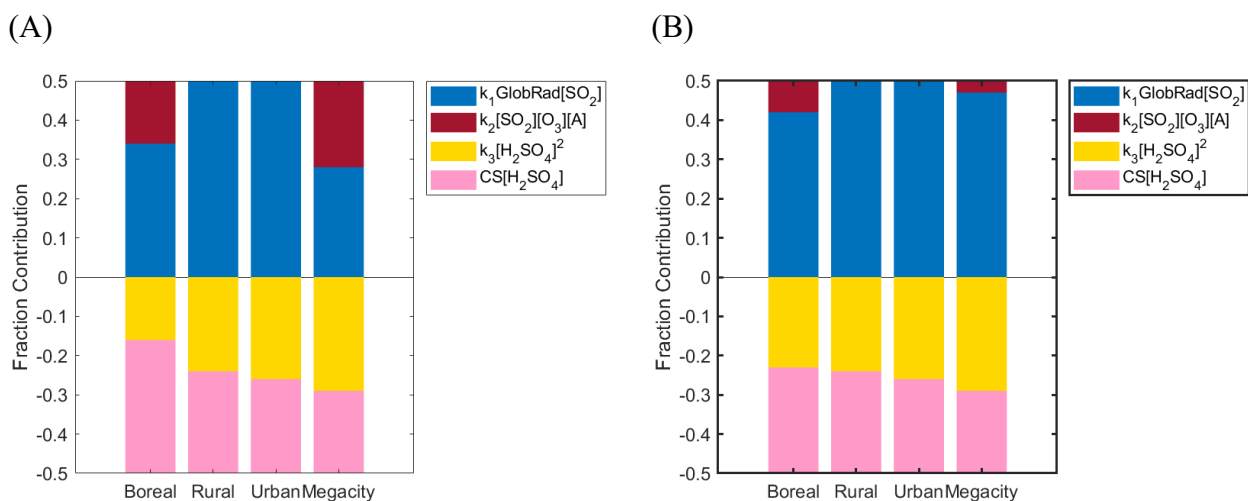 (A)
(B)
0.5
0.4
0.3
0.2
0.1
0
-0.1
-0.2
-0.3
-0.4
-0.5
Fraction Contribution
Boreal Rural Urban Megacity
k₁GlobRad[SO₂]
k₂[SO₂][O₃][A]
k₃[H₂SO₄]²
CS[H₂SO₄]
0.5
0.4
0.3
0.2
0.1
0
-0.1
-0.2
-0.3
-0.4
-0.5
Fraction Contribution
Boreal Rural Urban Megacity
k₁GlobRad[SO₂]
k₂[SO₂][O₃][A]
k₃[H₂SO₄]²
CS[H₂SO₄]